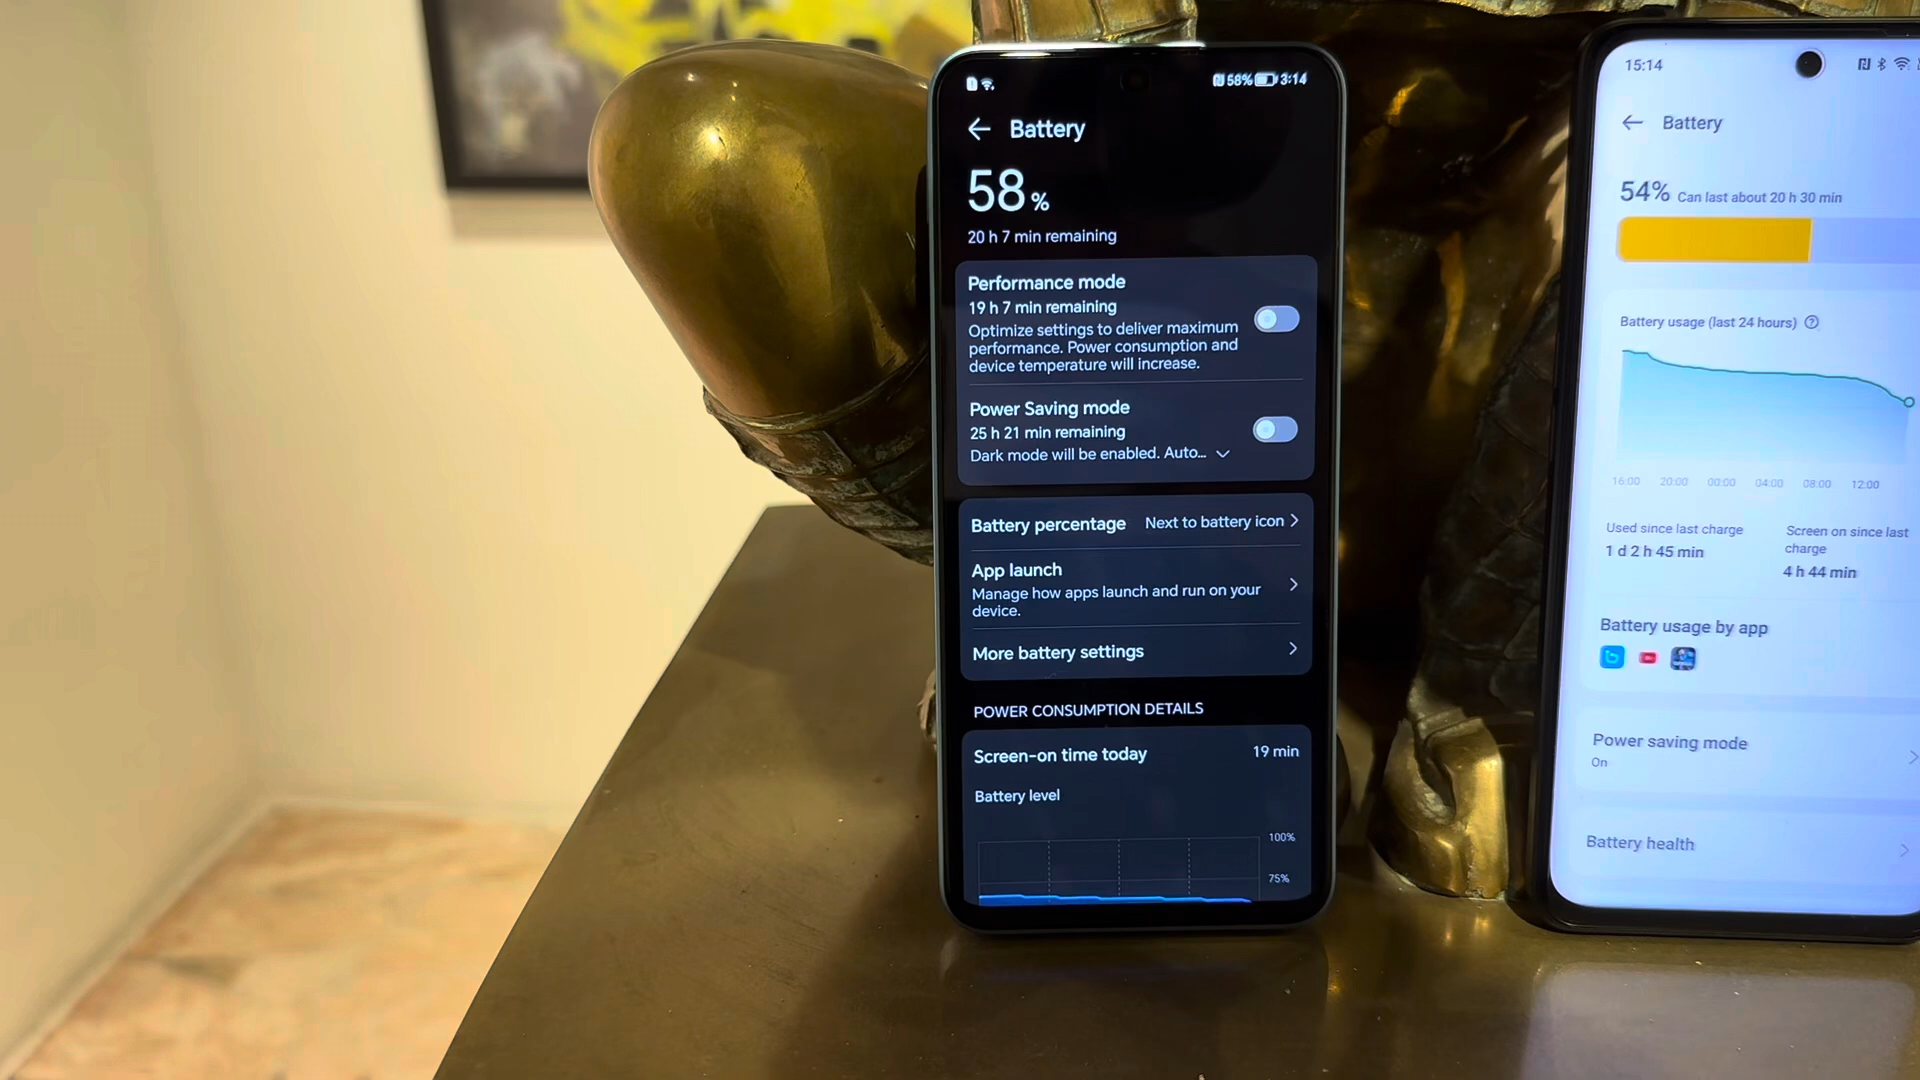 58% 3:14
Battery
58%
20 h 7 min remaining
Performance mode
19 h 7 min remaining
Optimize settings to deliver maximum
performance. Power consumption and
device temperature will increase.
Power Saving mode
25 h 21 min remaining
Dark mode will be enabled. Auto...
Battery percentage Next to battery icon
App launch
Manage how apps launch and run on your
device.
More battery settings
POWER CONSUMPTION DETAILS
Screen-on time today 19 min
Battery level
100%
75%
15:14
Battery
54% Can last about 20 h 30 min
Battery usage (last 24 hours)
16:00 20:00 00:00 04:00 08:00 12:00
Used since last charge
1 d 2 h 45 min
Screen on since last
charge
4 h 44 min
Battery usage by app
Power saving mode
On
Battery health